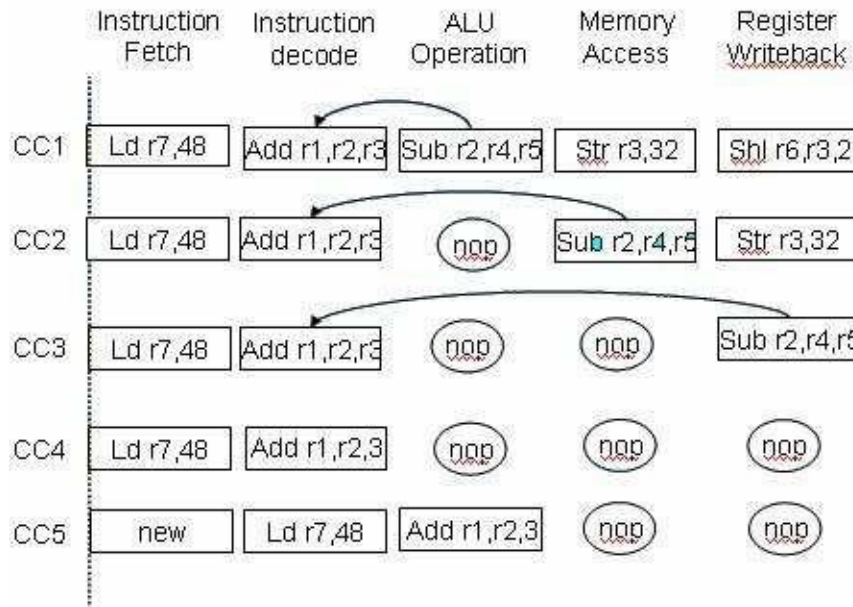 Instruction Fetch
Instruction decode
ALU Operation
Memory Access
Register Writeback
CC1 Ld r7,48 Add r1,r2,r3 Sub r2,r4,r5 Str r3,32 Shl r6,r3,2
CC2 Ld r7,48 Add r1,r2,r3 nop Sub r2,r4,r5 Str r3,32
CC3 Ld r7,48 Add r1,r2,r3 nop nop Sub r2,r4,r5
CC4 Ld r7,48 Add r1,r2,3 nop nop nop
CC5 new Ld r7,48 Add r1,r2,3 nop nop